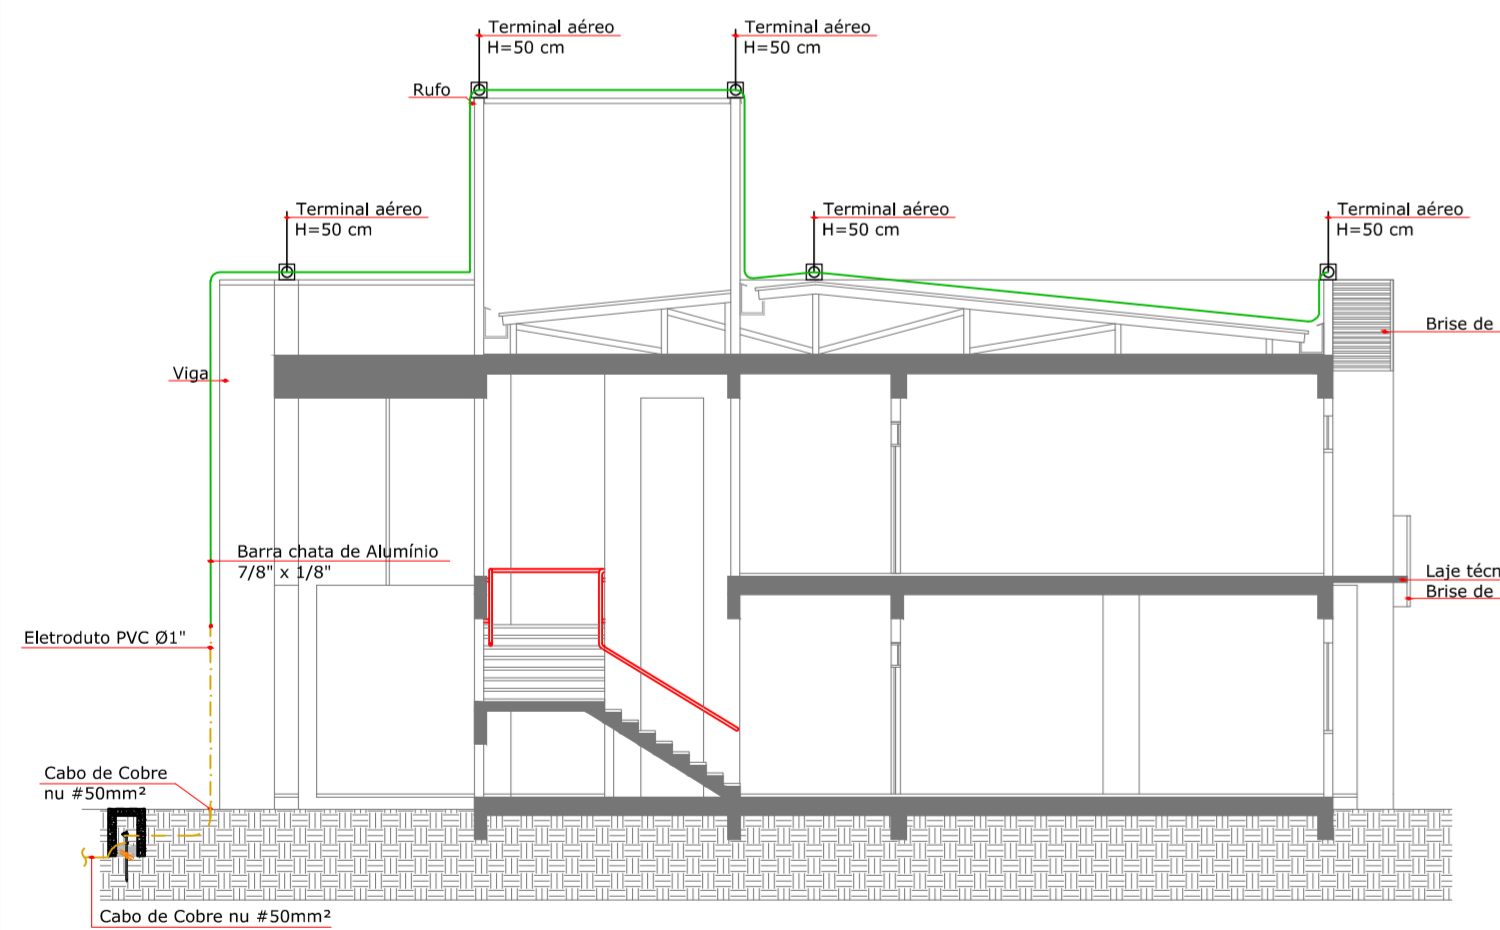 Terminal aéreo
H=50 cm
Terminal aéreo
H=50 cm
Rufo
Terminal aéreo
H=50 cm
Terminal aéreo
H=50 cm
Terminal aéreo
H=50 cm
Brise de
Viga
Barra chata de Alumínio
7/8" x 1/8"
Laje técn
Brise de
Eletroduto PVC Ø1"
Cabo de Cobre
nu #50mm²
Cabo de Cobre nu #50mm²